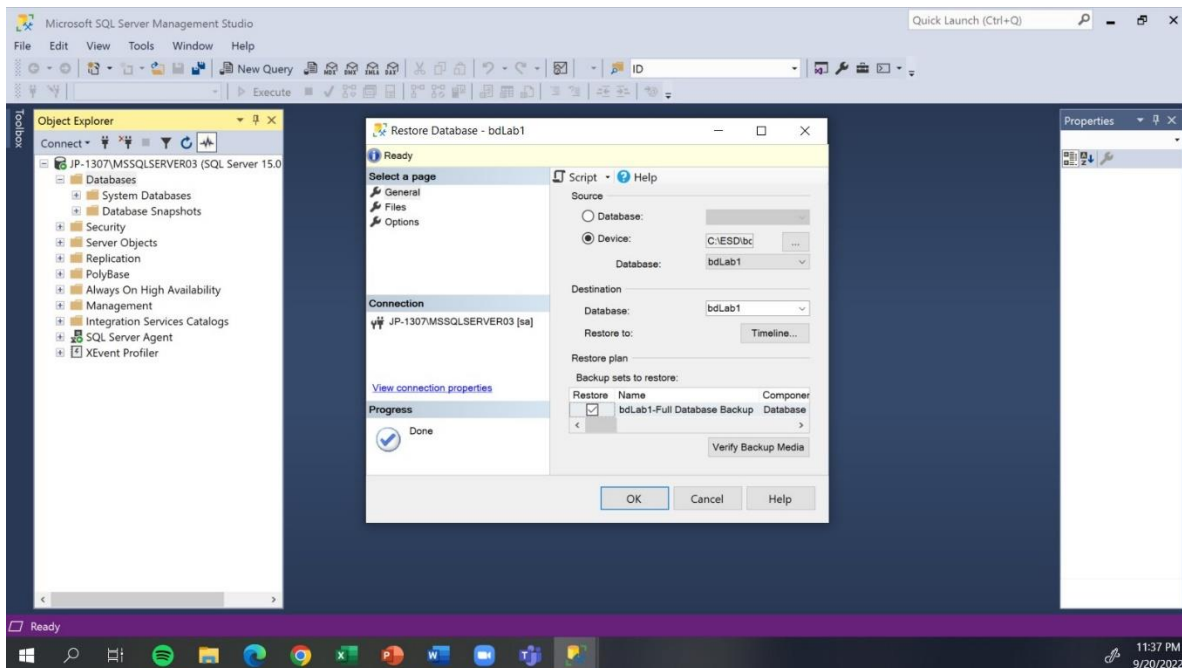 Microsoft SQL Server Management Studio
Quick Launch (Ctrl+Q)
File Edit View Tools Window Help
New Query MDX DMX XMLA DAX ID
Execute
Toolbox
Object Explorer
Connect
JP-1307\MSSQLSERVER03 (SQL Server 15.0
Databases
System Databases
Database Snapshots
Security
Server Objects
Replication
PolyBase
Always On High Availability
Management
Integration Services Catalogs
SQL Server Agent
XEvent Profiler
Restore Database - bdLab1
Ready
Select a page
General
Files
Options
Connection
JP-1307\MSSQLSERVER03 [sa]
View connection properties
Progress
Done
Script Help
Source
Database:
Device: C:\ESD\bc ...
Database: bdLab1
Destination
Database: bdLab1
Restore to: Timeline...
Restore plan
Backup sets to restore:
Restore Name Componer
bdLab1-Full Database Backup Database
Verify Backup Media
OK Cancel Help
Properties
Ready
11:37 PM
9/20/2022